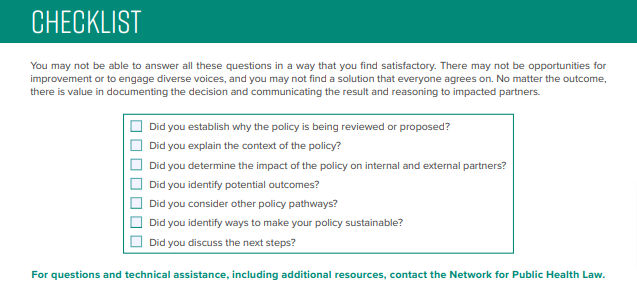 CHECKLIST
You may not be able to answer all these questions in a way that you find satisfactory. There may not be opportunities for
improvement or to engage diverse voices, and you may not find a solution that everyone agrees on. No matter the outcome,
there is value in documenting the decision and communicating the result and reasoning to impacted partners.
Did you establish why the policy is being reviewed or proposed?
Did you explain the context of the policy?
Did you determine the impact of the policy on internal and external partners?
Did you identify potential outcomes?
Did you consider other policy pathways?
Did you identify ways to make your policy sustainable?
Did you discuss the next steps?
For questions and technical assistance, including additional resources, contact the Network for Public Health Law.